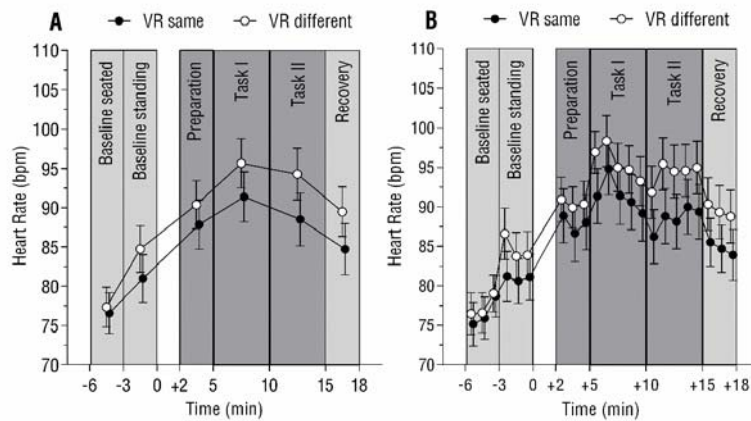 A
VR same
VR different
110
105
100
95
90
85
80
75
70
Heart Rate (bpm)
Baseline seated
Baseline standing
Preparation
Task I
Task II
Recovery
-6 -3 0 +2 5 10 15 18
Time (min)
B
VR same
VR different
110
105
100
95
90
85
80
75
70
Heart Rate (bpm)
Baseline seated
Baseline standing
Preparation
Task I
Task II
Recovery
-6 -3 0 +2 +5 +10 +15 +18
Time (min)